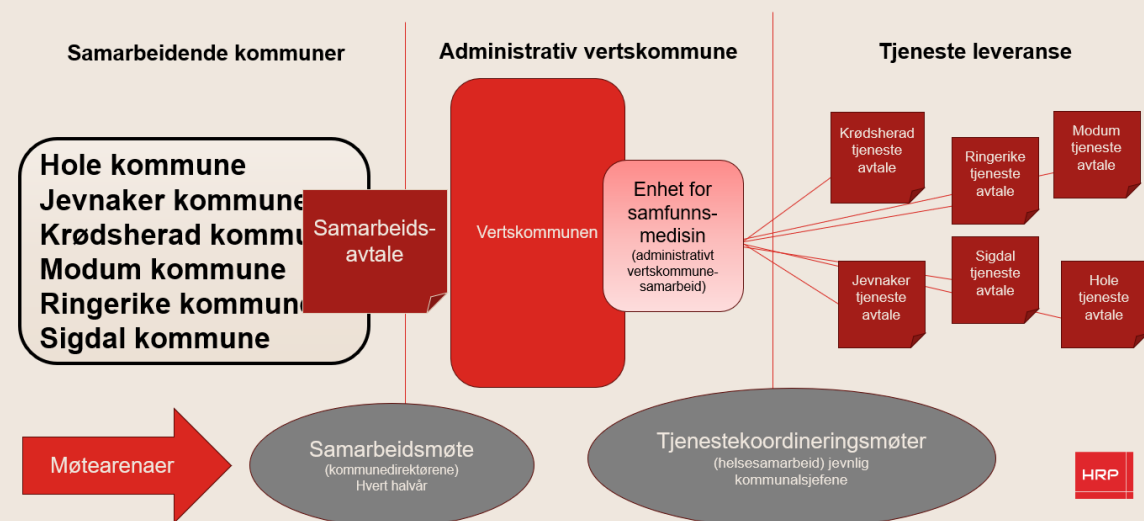 Samarbeidende kommuner
Administrativ vertskommune
Tjeneste leveranse
Hole kommune
Jevnaker kommune
Krødsherad kommu
Modum kommune
Ringerike kommune
Sigdal kommune
Samarbeids-
avtale
Vertskommunen
Enhet for
samfunns-
medisin
(administrativt
vertskommune-
samarbeid)
Krødsherad
tjeneste
avtale
Ringerike
tjeneste
avtale
Modum
tjeneste
avtale
Jevnaker
tjeneste
avtale
Sigdal
tjeneste
avtale
Hole
tjeneste
avtale
Møtearenaer
Samarbeidsmøte
(kommunedirektørene)
Hvert halvår
Tjenestekoordineringsmøter
(helsesamarbeid) jevnlig
kommunalsjefene
HRP